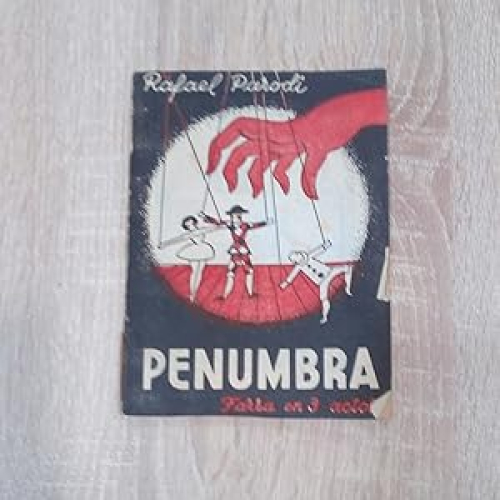 Rafael Parodi
PENUMBRA
Farsa en 3 actos